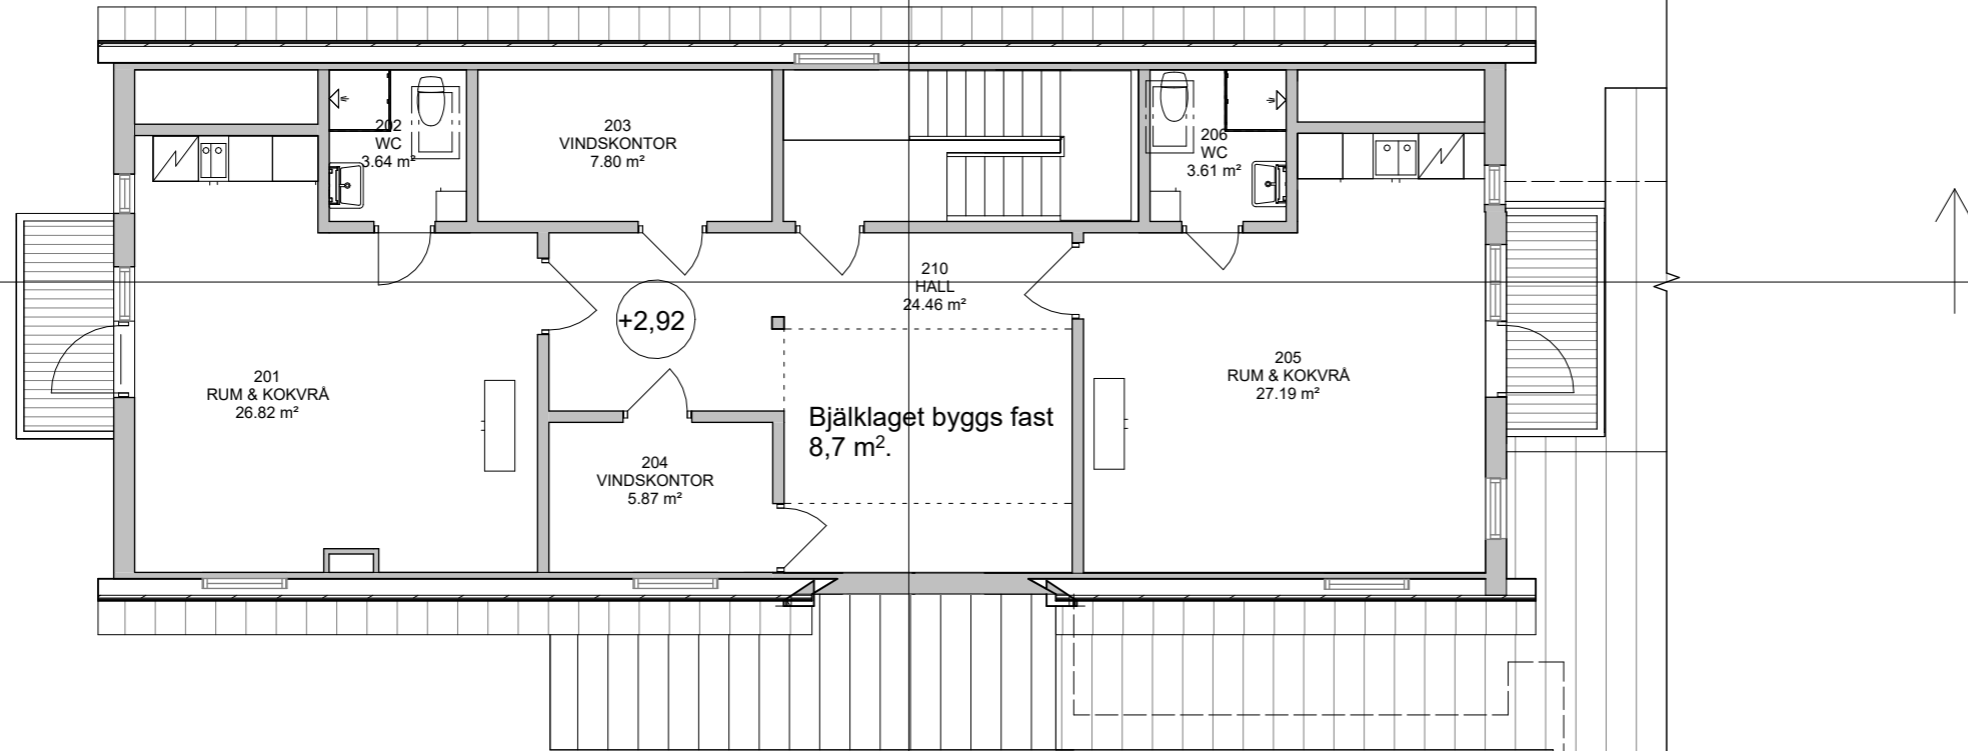 202
WC
3.64 m²
203
VINDSKONTOR
7.80 m²
206
WC
3.61 m²
210
HALL
24.46 m²
+2,92
201
RUM & KOKVRÅ
26.82 m²
205
RUM & KOKVRÅ
27.19 m²
Bjälklaget byggs fast
8,7 m².
204
VINDSKONTOR
5.87 m²